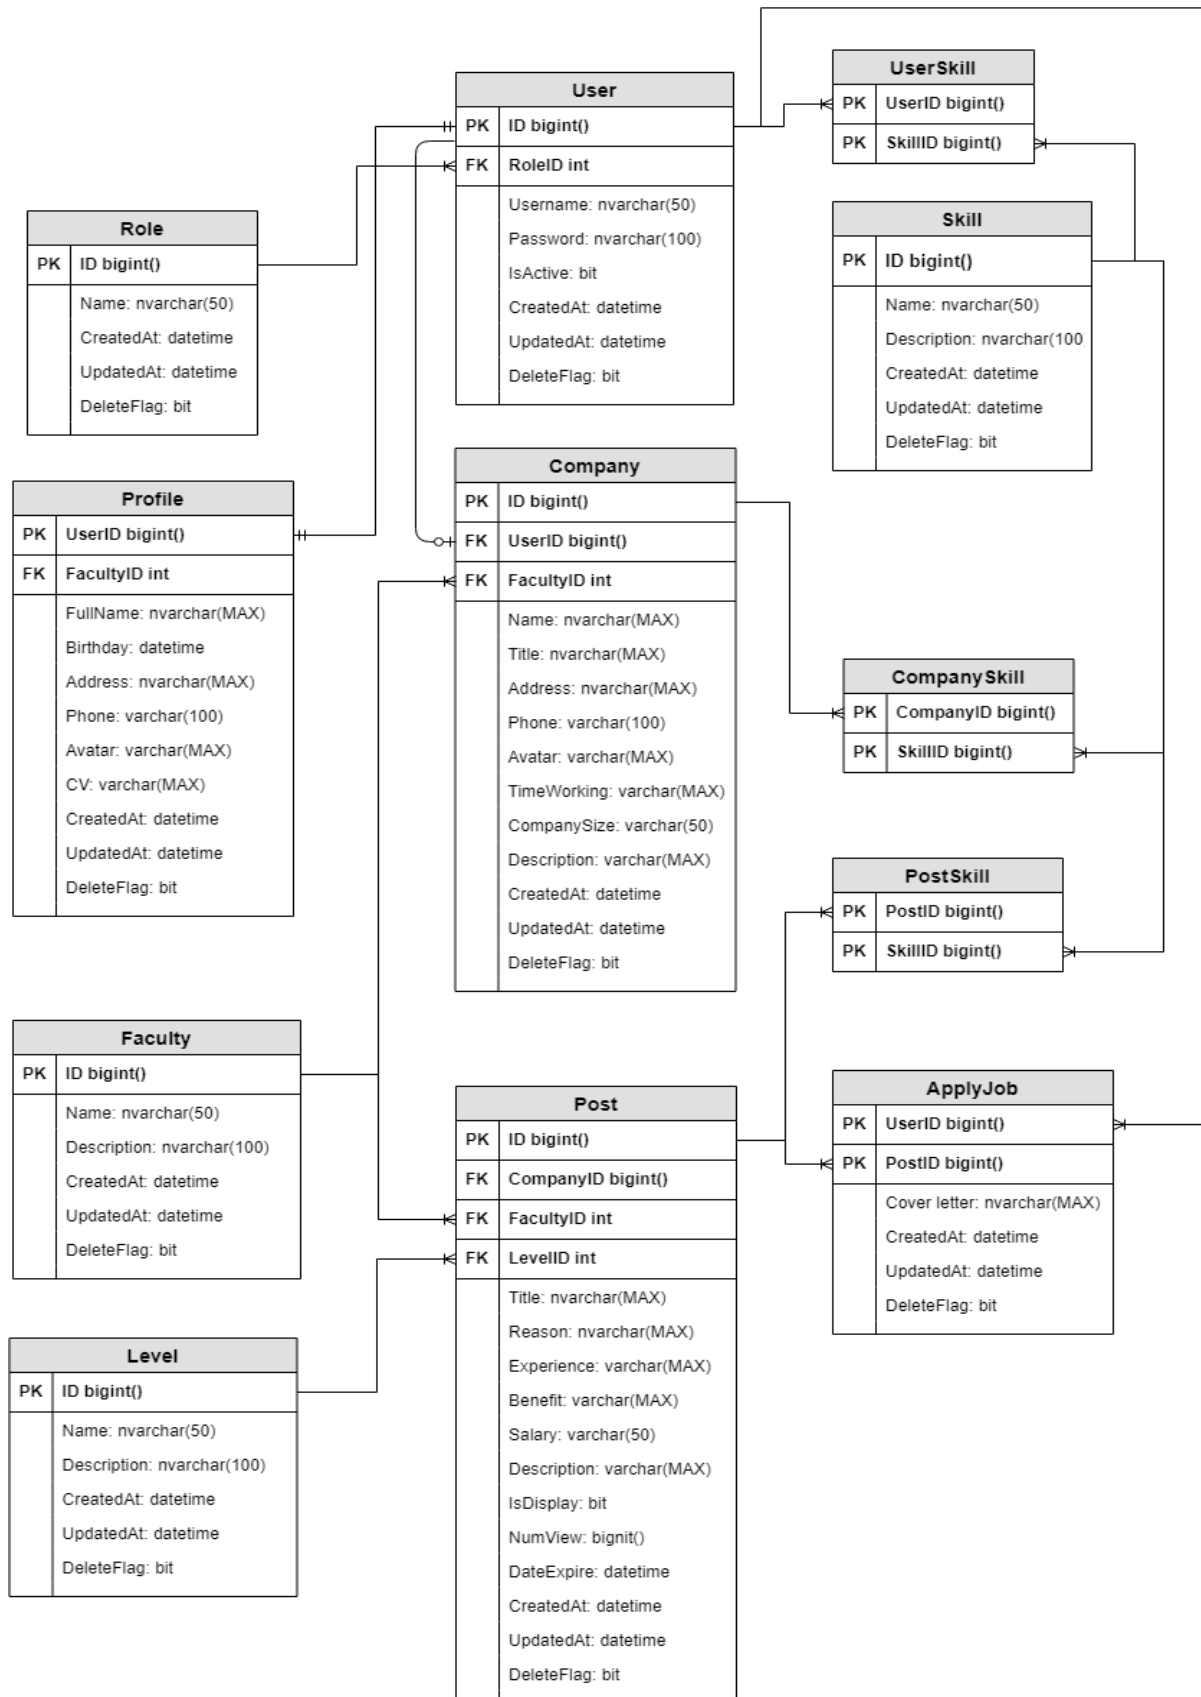 User
PK ID bigint()
FK RoleID int
Username: nvarchar(50)
Password: nvarchar(100)
IsActive: bit
CreatedAt: datetime
UpdatedAt: datetime
DeleteFlag: bit
UserSkill
PK UserID bigint()
PK SkillID bigint()
Role
PK ID bigint()
Name: nvarchar(50)
CreatedAt: datetime
UpdatedAt: datetime
DeleteFlag: bit
Skill
PK ID bigint()
Name: nvarchar(50)
Description: nvarchar(100
CreatedAt: datetime
UpdatedAt: datetime
DeleteFlag: bit
Profile
PK UserID bigint()
FK FacultyID int
FullName: nvarchar(MAX)
Birthday: datetime
Address: nvarchar(MAX)
Phone: varchar(100)
Avatar: varchar(MAX)
CV: varchar(MAX)
CreatedAt: datetime
UpdatedAt: datetime
DeleteFlag: bit
Company
PK ID bigint()
FK UserID bigint()
FK FacultyID int
Name: nvarchar(MAX)
Title: nvarchar(MAX)
Address: nvarchar(MAX)
Phone: varchar(100)
Avatar: varchar(MAX)
TimeWorking: varchar(MAX)
CompanySize: varchar(50)
Description: varchar(MAX)
CreatedAt: datetime
UpdatedAt: datetime
DeleteFlag: bit
CompanySkill
PK CompanyID bigint()
PK SkillID bigint()
PostSkill
PK PostID bigint()
PK SkillID bigint()
Faculty
PK ID bigint()
Name: nvarchar(50)
Description: nvarchar(100)
CreatedAt: datetime
UpdatedAt: datetime
DeleteFlag: bit
Post
PK ID bigint()
FK CompanyID bigint()
FK FacultyID int
FK LevelID int
Title: nvarchar(MAX)
Reason: nvarchar(MAX)
Experience: varchar(MAX)
Benefit: varchar(MAX)
Salary: varchar(50)
Description: varchar(MAX)
IsDisplay: bit
NumView: bignit()
DateExpire: datetime
CreatedAt: datetime
UpdatedAt: datetime
DeleteFlag: bit
ApplyJob
PK UserID bigint()
PK PostID bigint()
Cover letter: nvarchar(MAX)
CreatedAt: datetime
UpdatedAt: datetime
DeleteFlag: bit
Level
PK ID bigint()
Name: nvarchar(50)
Description: nvarchar(100)
CreatedAt: datetime
UpdatedAt: datetime
DeleteFlag: bit